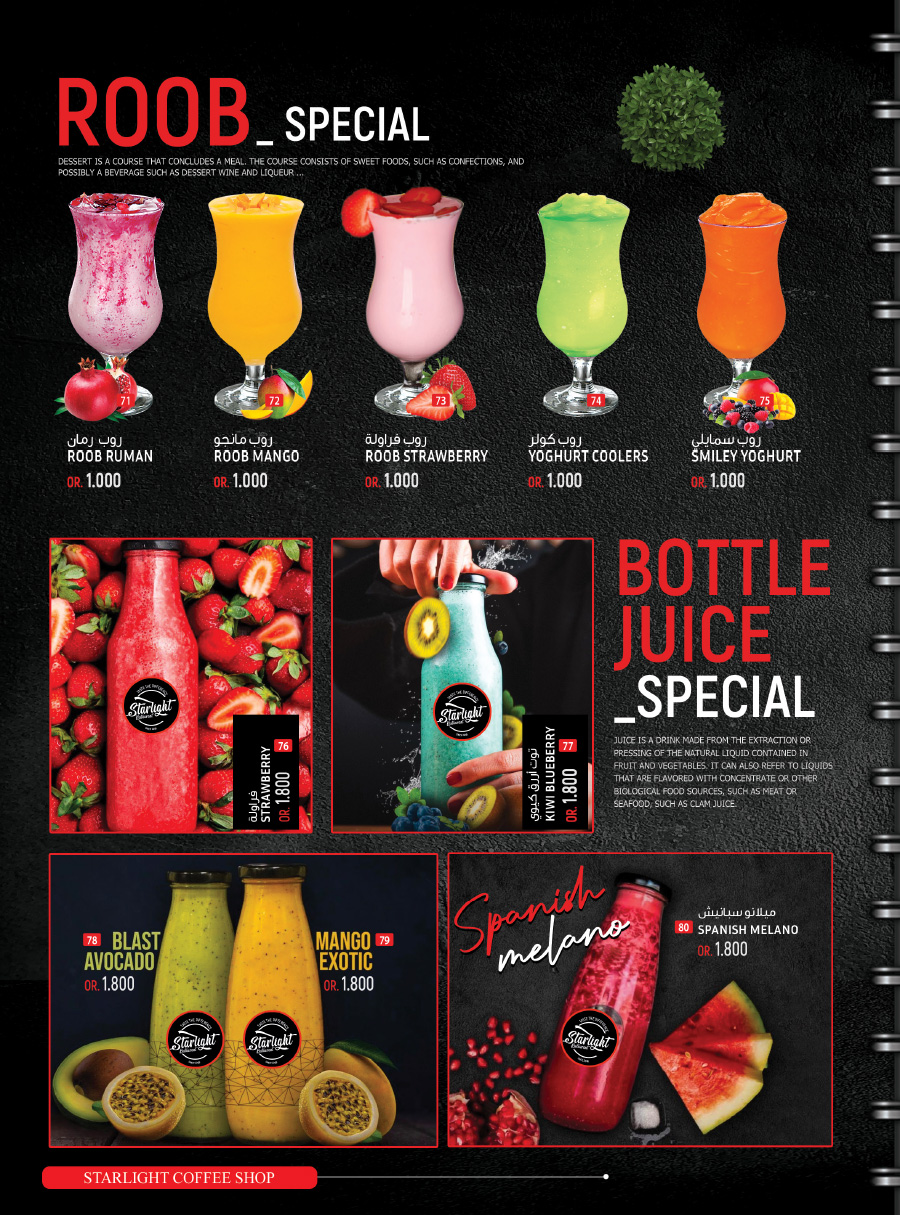 ROOB_ SPECIAL
DESSERT IS A COURSE THAT CONCLUDES A MEAL. THE COURSE CONSISTS OF SWEET FOODS, SUCH AS CONFECTIONS, AND
POSSIBLY A BEVERAGE SUCH AS DESSERT WINE AND LIQUEUR ...
71
روب رمان
ROOB RUMAN
OR. 1.000
72
روب مانجو
ROOB MANGO
OR. 1.000
73
روب فراولة
ROOB STRAWBERRY
OR. 1.000
74
روب كولر
YOGHURT COOLERS
OR. 1.000
75
روب سمايلي
SMILEY YOGHURT
OR. 1.000
Starlight
فراولة
STRAWBERRY
76
OR. 1.800
Starlight
توت أزرق كيوي
KIWI BLUEBERRY
77
OR. 1.800
BOTTLE
JUICE
_SPECIAL
JUICE IS A DRINK MADE FROM THE EXTRACTION OR
PRESSING OF THE NATURAL LIQUID CONTAINED IN
FRUIT AND VEGETABLES. IT CAN ALSO REFER TO LIQUIDS
THAT ARE FLAVORED WITH CONCENTRATE OR OTHER
BIOLOGICAL FOOD SOURCES, SUCH AS MEAT OR
SEAFOOD, SUCH AS CLAM JUICE.
78 BLAST
AVOCADO
OR. 1.800
MANGO 79
EXOTIC
OR. 1.800
Starlight
Starlight
Spanish
melano
ميلانو سبانيش
80 SPANISH MELANO
OR. 1.800
Starlight
STARLIGHT COFFEE SHOP